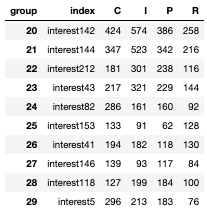 group index C I P R
20 interest142 424 574 386 258
21 interest144 347 523 342 216
22 interest212 181 301 238 116
23 interest43 217 321 229 144
24 interest82 286 161 160 92
25 interest153 133 91 62 128
26 interest41 194 182 118 130
27 interest146 139 93 117 84
28 interest118 127 199 184 100
29 interest5 296 213 183 76